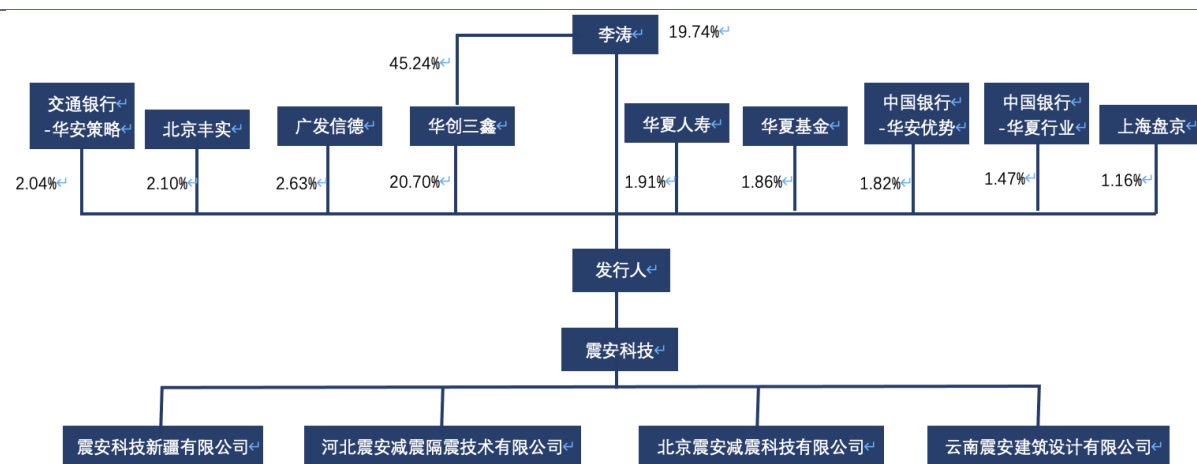 李涛
19.74%
45.24%
交通银行
-华安策略
北京丰实
广发信德
华创三鑫
华夏人寿
华夏基金
中国银行
-华安优势
中国银行
-华夏行业
上海盘京
2.04%
2.10%
2.63%
20.70%
1.91%
1.86%
1.82%
1.47%
1.16%
发行人
震安科技
震安科技新疆有限公司
河北震安减震隔震技术有限公司
北京震安减震科技有限公司
云南震安建筑设计有限公司